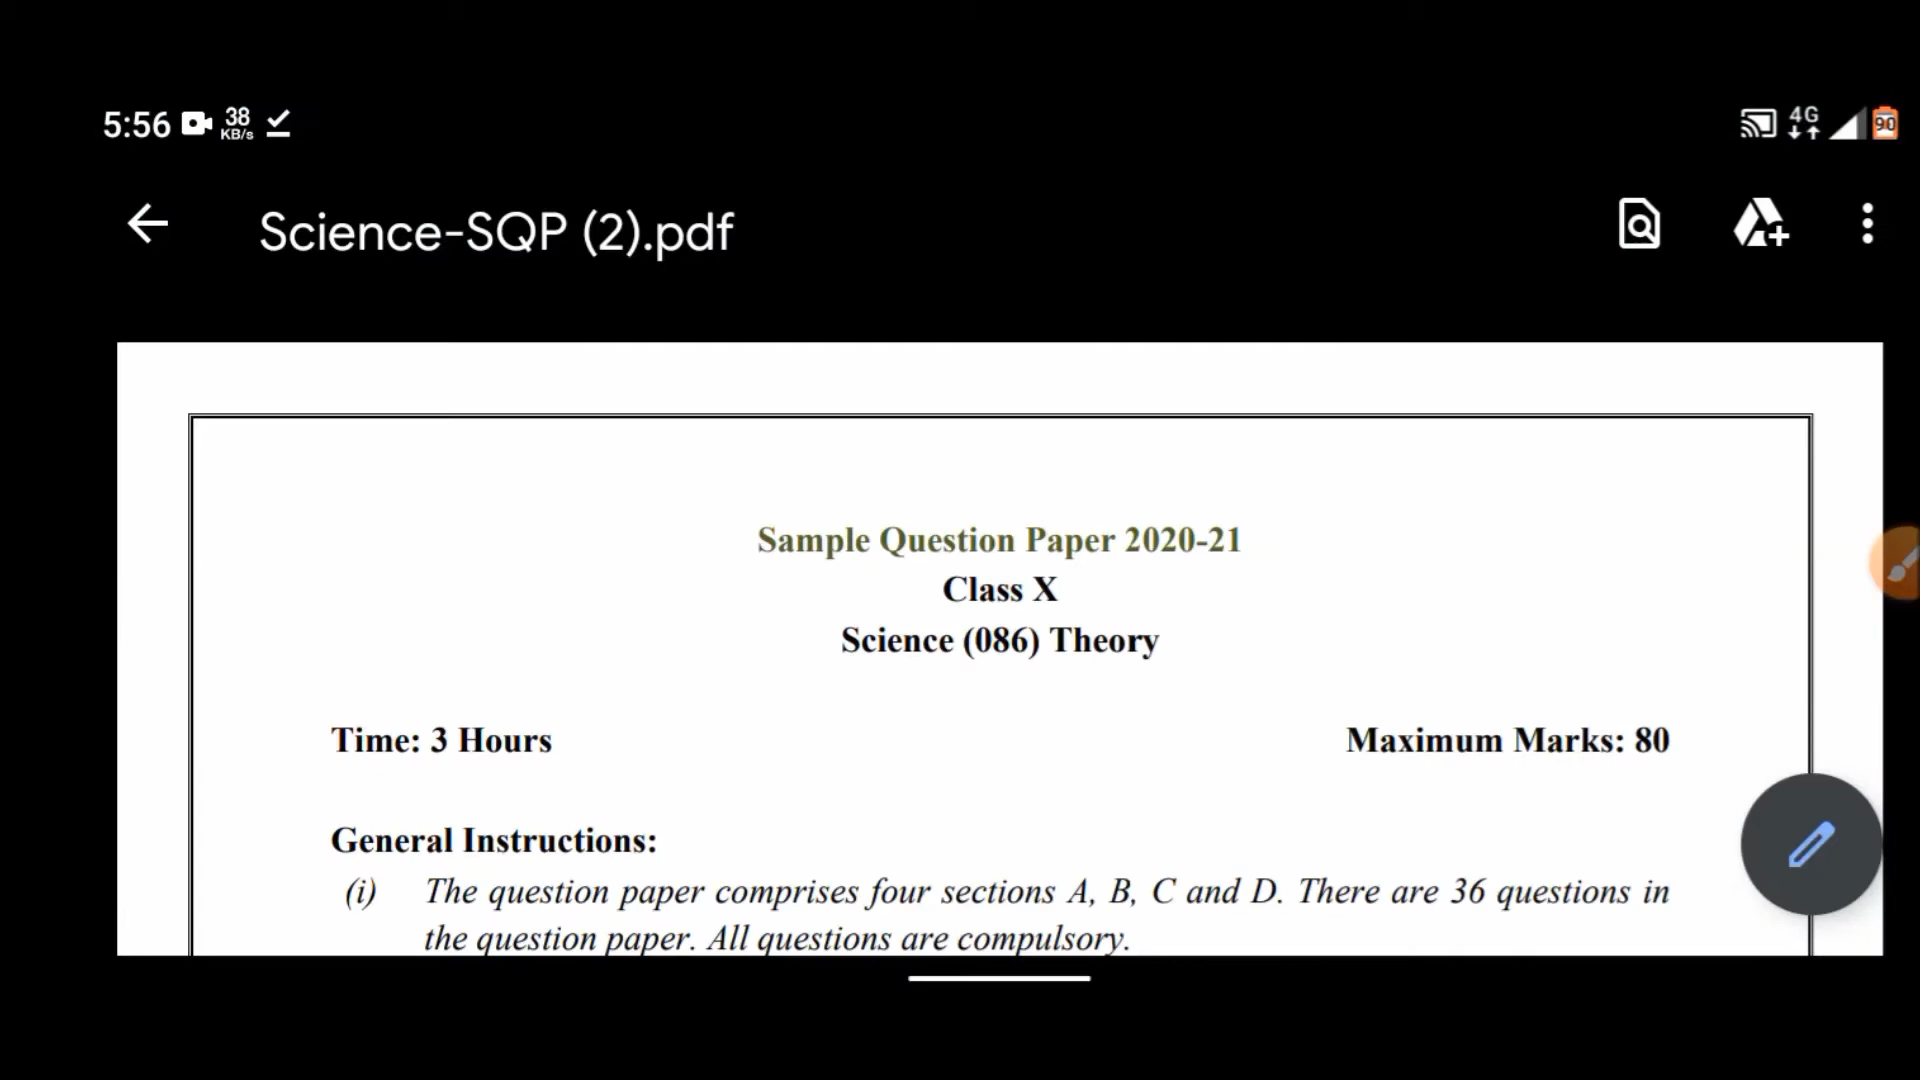 5:56 38 KB/s 4G 90
Science-SQP (2).pdf
Sample Question Paper 2020-21
Class X
Science (086) Theory
Time: 3 Hours Maximum Marks: 80
General Instructions:
(i) The question paper comprises four sections A, B, C and D. There are 36 questions in
the question paper. All questions are compulsory.